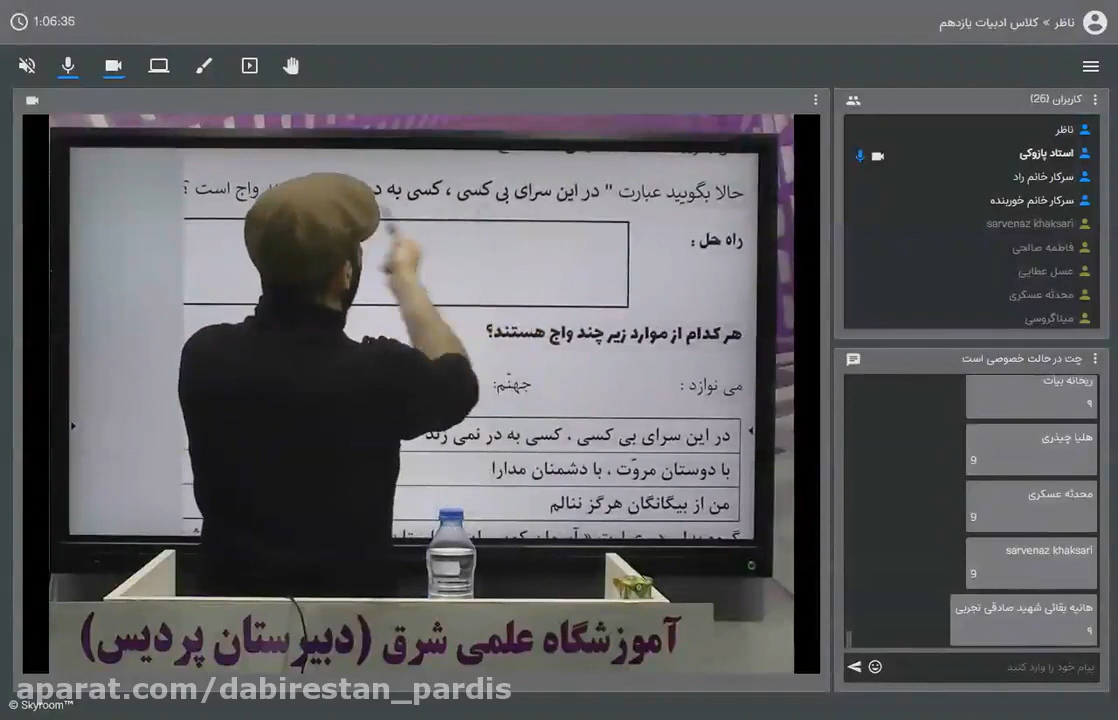 1:06:35
ناظر » کلاس ادبیات یازدهم
کاربران (26)
ناظر
استاد پازوکی
سرکار خانم راد
سرکار خانم خوربنده
sarvenaz khaksari
فاطمه صالحی
عسل عطایی
محدثه عسکری
میناگروسی
حالا بگویید عبارت " در این سرای بی کسی ، کسی به د واج است ؟
راه حل :
هر کدام از موارد زیر چند واج هستند؟
می نوازد : جهنّم:
در این سرای بی کسی ، کسی به در نمی زند
با دوستان مروّت ، با دشمنان مدارا
من از بیگانگان هرگز ننالم
آموزشگاه علمی شرق (دبیرستان پردیس)
aparat.com/dabirestan_pardis
© Skyroom™
چت در حالت خصوصی است
ریحانه بیات
۹
هلیا چیذری
9
محدثه عسکری
9
sarvenaz khaksari
9
هانیه بقائی شهید صادقی تجربی
۹
پیام خود را وارد کنید